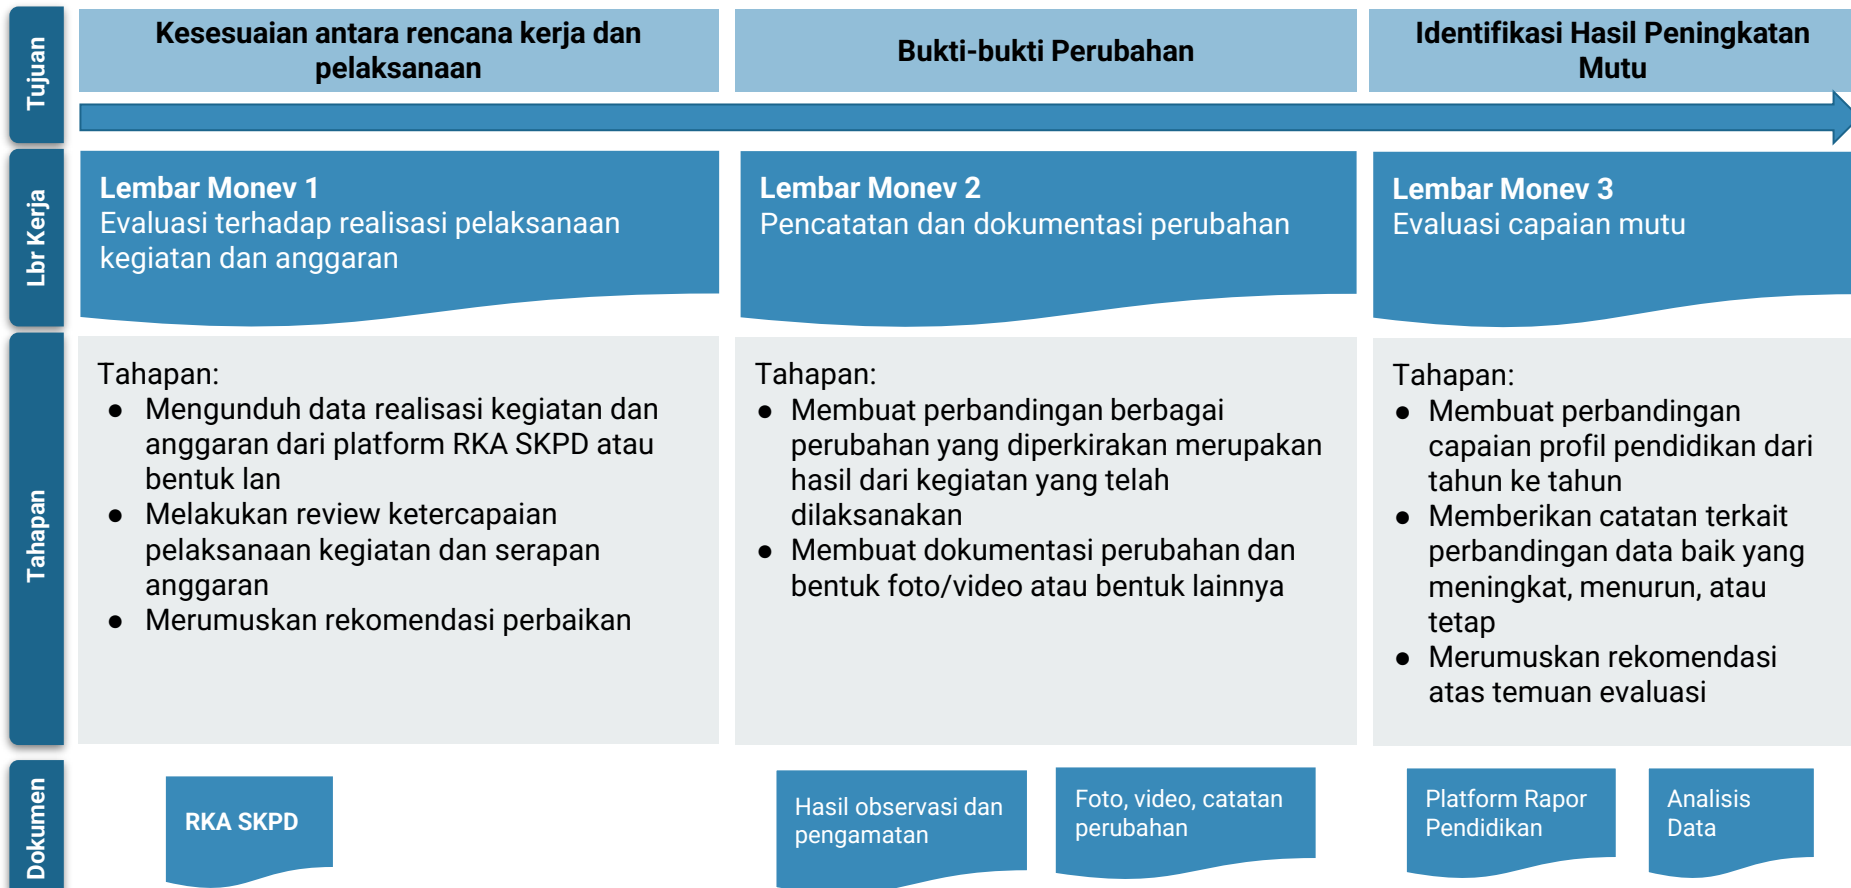 Tujuan
Kesesuaian antara rencana kerja dan
pelaksanaan
Bukti-bukti Perubahan
Identifikasi Hasil Peningkatan
Mutu
Lbr Kerja
Lembar Monev 1
Evaluasi terhadap realisasi pelaksanaan
kegiatan dan anggaran
Lembar Monev 2
Pencatatan dan dokumentasi perubahan
Lembar Monev 3
Evaluasi capaian mutu
Tahapan
Tahapan:
● Mengunduh data realisasi kegiatan dan
anggaran dari platform RKA SKPD atau
bentuk lan
● Melakukan review ketercapaian
pelaksanaan kegiatan dan serapan
anggaran
● Merumuskan rekomendasi perbaikan
Tahapan:
● Membuat perbandingan berbagai
perubahan yang diperkirakan merupakan
hasil dari kegiatan yang telah
dilaksanakan
● Membuat dokumentasi perubahan dan
bentuk foto/video atau bentuk lainnya
Tahapan:
● Membuat perbandingan
capaian profil pendidikan dari
tahun ke tahun
● Memberikan catatan terkait
perbandingan data baik yang
meningkat, menurun, atau
tetap
● Merumuskan rekomendasi
atas temuan evaluasi
Dokumen
RKA SKPD
Hasil observasi dan
pengamatan
Foto, video, catatan
perubahan
Platform Rapor
Pendidikan
Analisis
Data